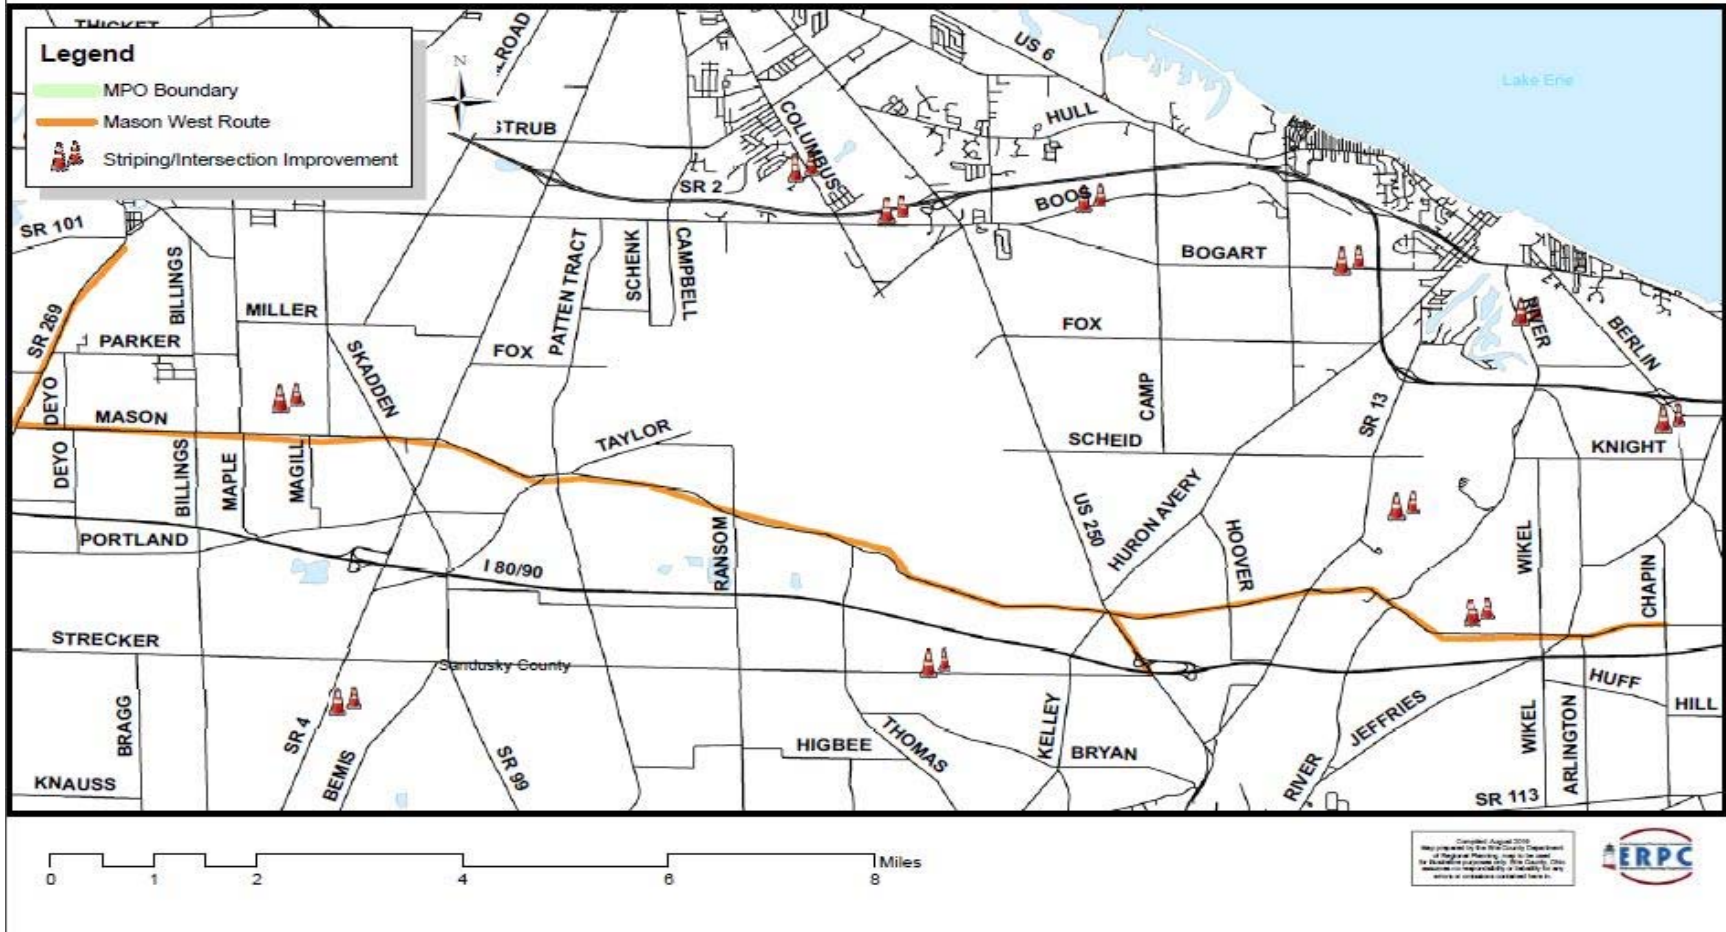 THICKET
Legend
MPO Boundary
Mason West Route
Striping/Intersection Improvement
N
STRUB
US 6
Lake Erie
HULL
COLUMBUS
SR 2
BOOS
SR 101
BILLINGS
PATTEN TRACT
SCHENK
CAMPBELL
BOGART
SR 269
MILLER
PARKER
SKADDEN
FOX
FOX
RIVER
BERLIN
DEYO
MASON
CAMP
SR 13
TAYLOR
SCHEID
KNIGHT
DEYO
BILLINGS
MAPLE
MAGILL
US 250
HURON AVERY
HOOVER
WIKEL
PORTLAND
RANSOM
I 80/90
CHAPIN
STRECKER
Sandusky County
HUFF
BRAGG
SR 4
BEMIS
SR 99
HIGBEE
THOMAS
KELLEY
BRYAN
JEFFRIES
RIVER
WIKEL
ARLINGTON
HILL
KNAUSS
SR 113
0 1 2 4 6 8 Miles
ERPC